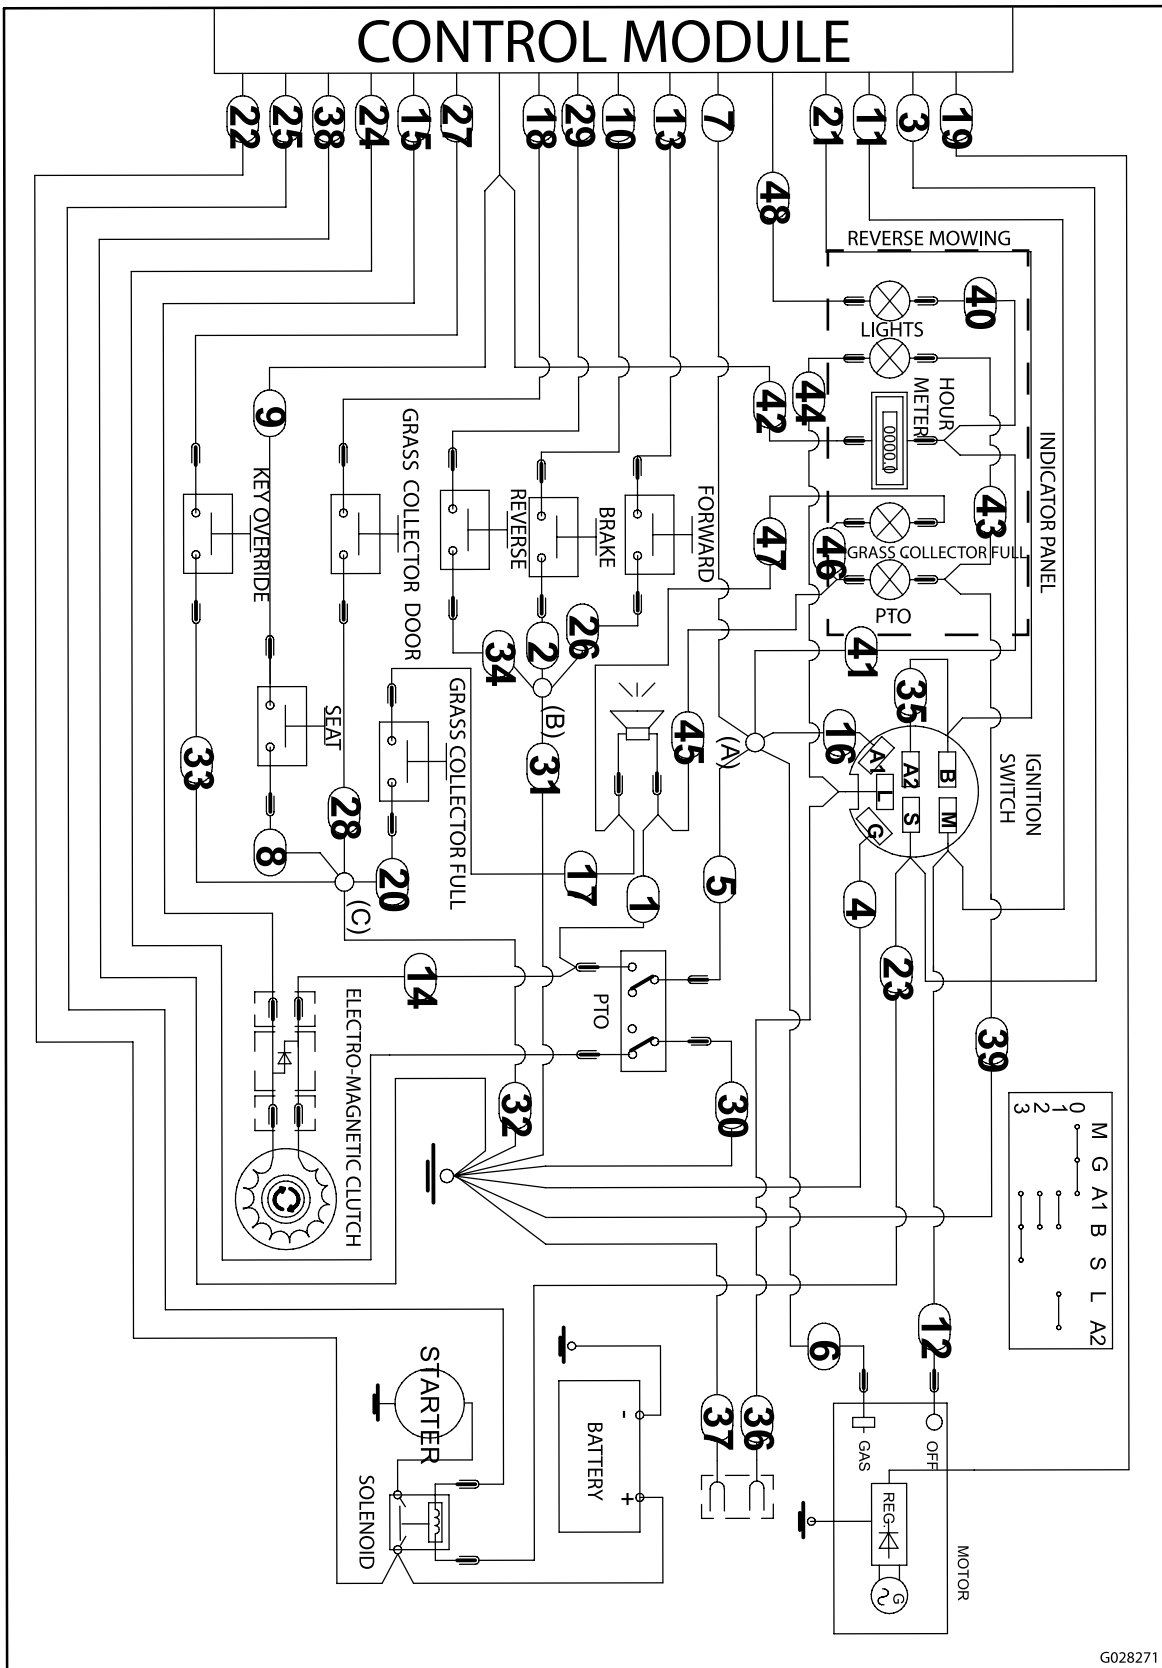 CONTROL MODULE
22
25
38
24
15
27
18
29
10
13
7
48
21
11
3
19
REVERSE MOWING
40
LIGHTS
44
HOUR
METER
0000.0
42
9
INDICATOR PANEL
43
47
46
GRASS COLLECTOR FULL
PTO
KEY OVERRIDE
GRASS COLLECTOR DOOR
REVERSE
BRAKE
FORWARD
34
2
26
(B)
41
35
45
(A)
16
IGNITION
SWITCH
A1
A2
B
L
S
M
G
33
SEAT
GRASS COLLECTOR FULL
31
28
8
20
(C)
17
1
5
4
23
14
PTO
39
ELECTRO-MAGNETIC CLUTCH
32
30
M G A1 B S L A2
0
1
2
3
12
6
STARTER
BATTERY
-
+
37
36
SOLENOID
GAS
OFF
REG.
G
MOTOR
G028271